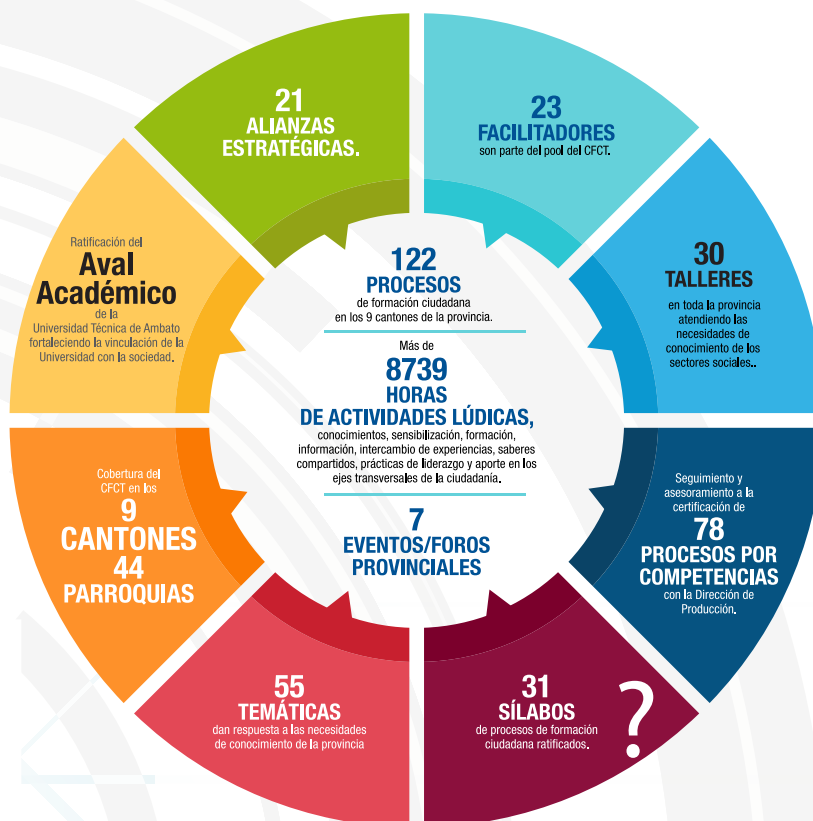 21
ALIANZAS
ESTRATÉGICAS.
23
FACILITADORES
son parte del pool del CFCT.
30
TALLERES
en toda la provincia
atendiendo las
necesidades de
conocimiento de los
sectores sociales..
Seguimiento y
asesoramiento a la
certificación de
78
PROCESOS POR
COMPETENCIAS
con la Dirección de
Producción.
31
SÍLABOS
de procesos de formación
ciudadana ratificados.
?
55
TEMÁTICAS
dan respuesta a las necesidades
de conocimiento de la provincia
Cobertura del
CFCT en los
9
CANTONES
44
PARROQUIAS
Ratificación del
Aval
Académico
de la
Universidad Técnica de Ambato
fortaleciendo la vinculación de la
Universidad con la sociedad.
122
PROCESOS
de formación ciudadana
en los 9 cantones de la provincia.
Más de
8739
HORAS
DE ACTIVIDADES LÚDICAS,
conocimientos, sensibilización, formación,
información, intercambio de experiencias, saberes
compartidos, prácticas de liderazgo y aporte en los
ejes transversales de la ciudadanía.
7
EVENTOS/FOROS
PROVINCIALES